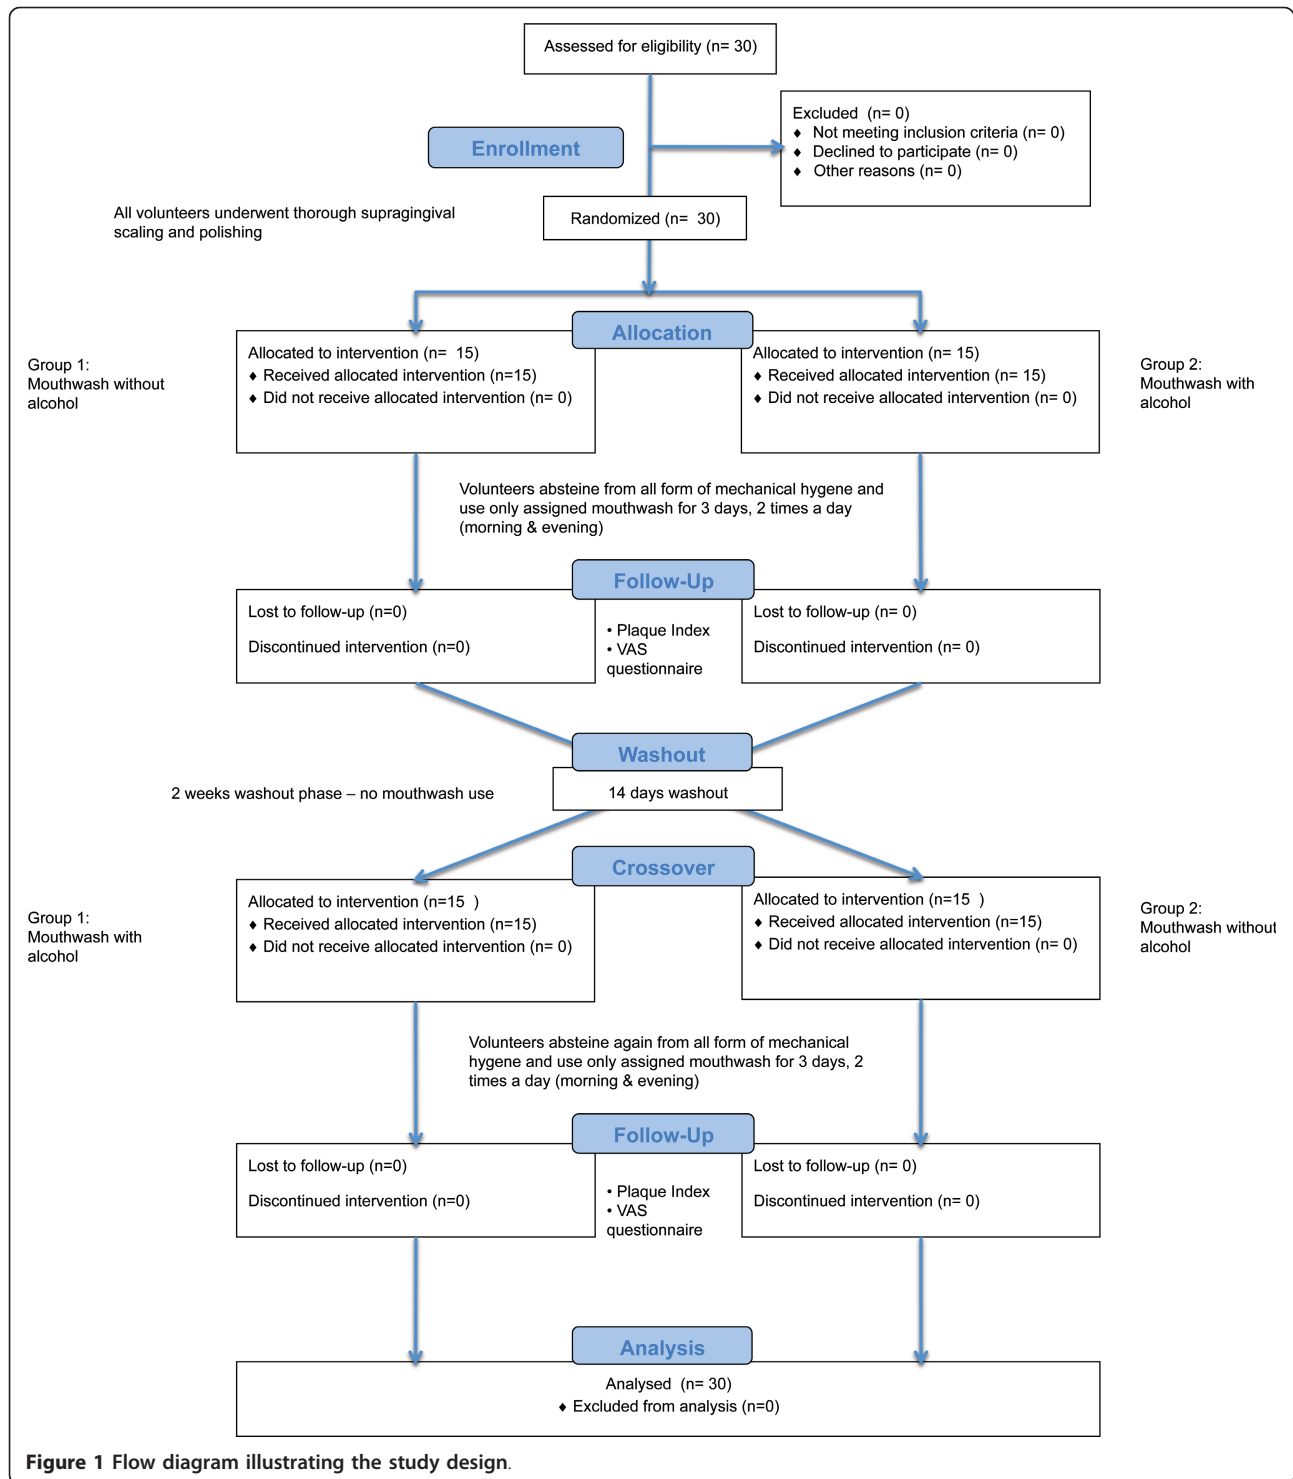 Assessed for eligibility (n= 30)
Excluded (n= 0)
♦ Not meeting inclusion criteria (n= 0)
♦ Declined to participate (n= 0)
♦ Other reasons (n= 0)
Enrollment
All volunteers underwent thorough supragingival
scaling and polishing
Randomized (n= 30)
Allocation
Group 1:
Mouthwash without
alcohol
Allocated to intervention (n= 15)
♦ Received allocated intervention (n=15)
♦ Did not receive allocated intervention (n= 0)
Allocated to intervention (n= 15)
♦ Received allocated intervention (n= 15)
♦ Did not receive allocated intervention (n= 0)
Group 2:
Mouthwash with
alcohol
Volunteers absteine from all form of mechanical hygene and
use only assigned mouthwash for 3 days, 2 times a day
(morning & evening)
Follow-Up
Lost to follow-up (n=0)
Discontinued intervention (n=0)
• Plaque Index
• VAS
questionnaire
Lost to follow-up (n= 0)
Discontinued intervention (n= 0)
Washout
2 weeks washout phase – no mouthwash use
14 days washout
Crossover
Group 1:
Mouthwash with
alcohol
Allocated to intervention (n=15 )
♦ Received allocated intervention (n=15)
♦ Did not receive allocated intervention (n= 0)
Allocated to intervention (n=15 )
♦ Received allocated intervention (n=15)
♦ Did not receive allocated intervention (n= 0)
Group 2:
Mouthwash without
alcohol
Volunteers absteine again from all form of mechanical
hygene and use only assigned mouthwash for 3 days, 2
times a day (morning & evening)
Follow-Up
Lost to follow-up (n=0)
Discontinued intervention (n=0)
• Plaque Index
• VAS
questionnaire
Lost to follow-up (n= 0)
Discontinued intervention (n= 0)
Analysis
Analysed (n= 30)
♦ Excluded from analysis (n=0)
Figure 1 Flow diagram illustrating the study design.